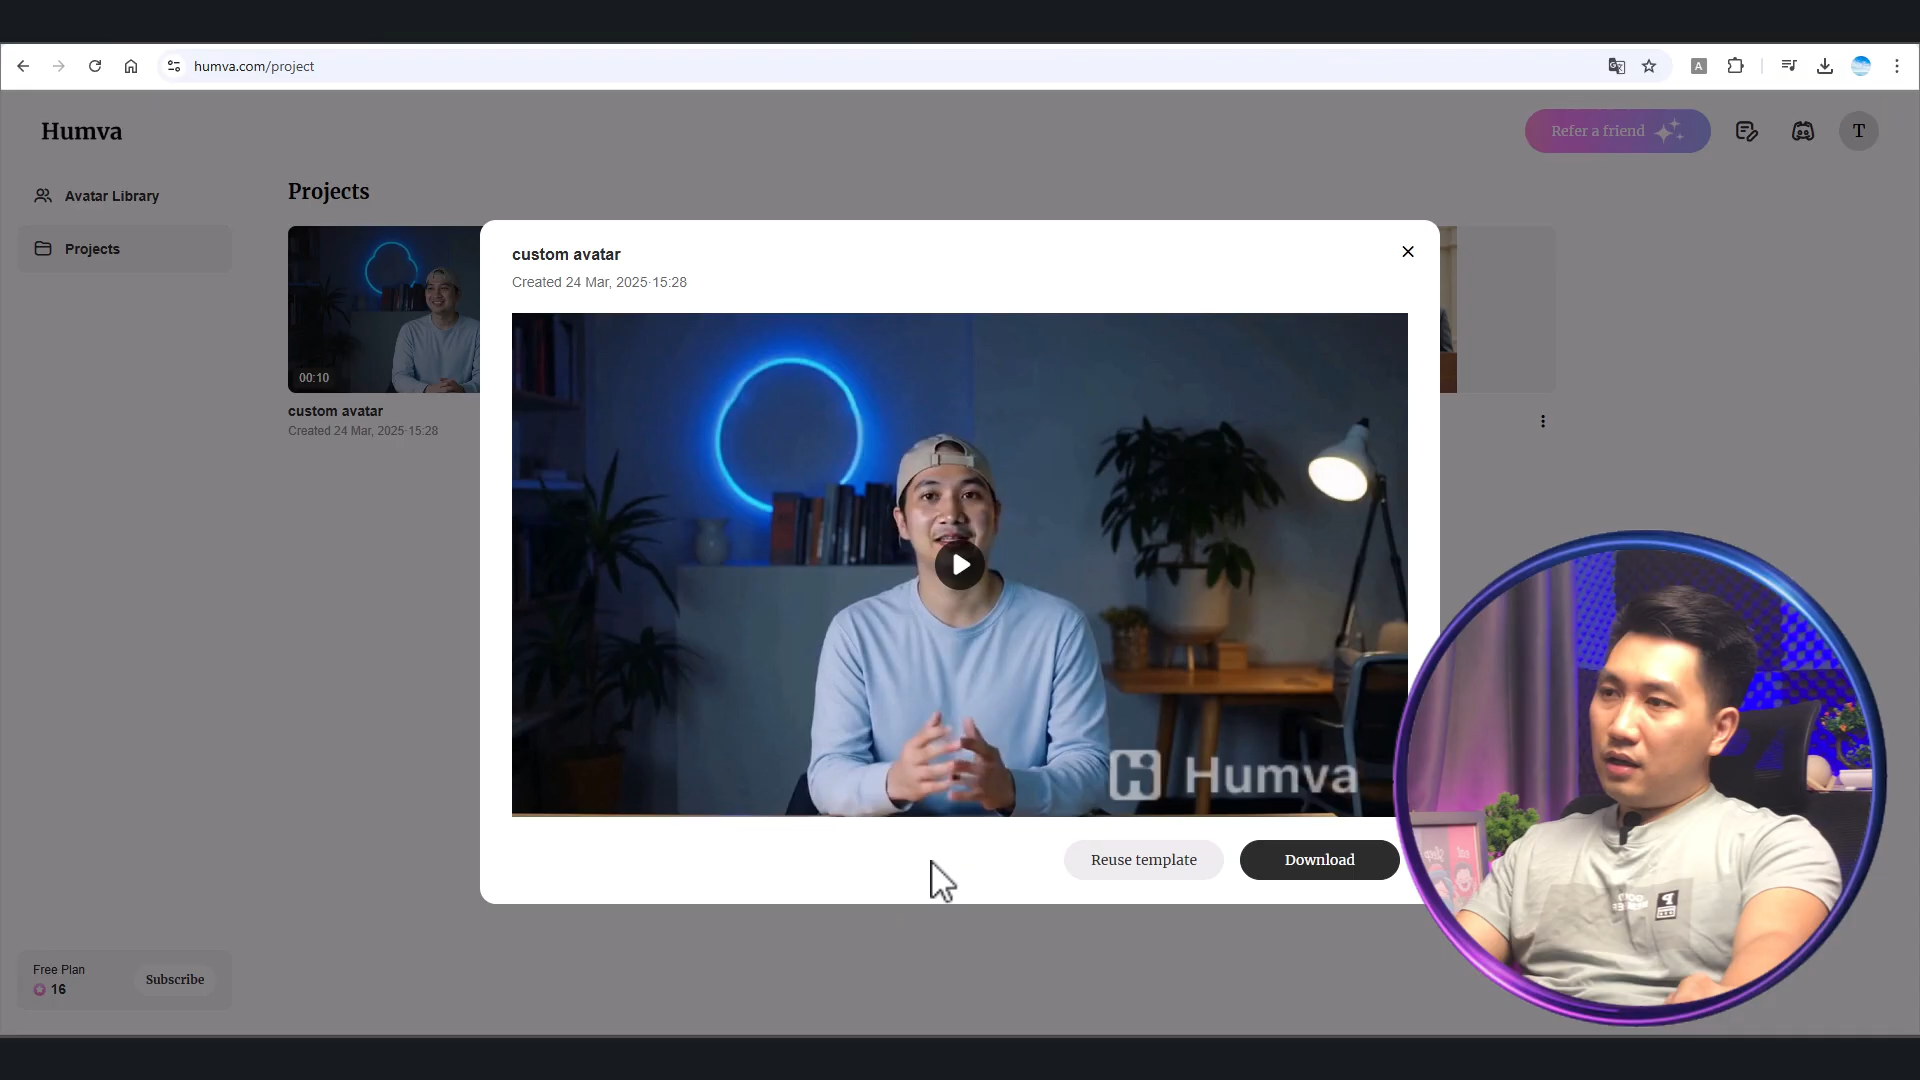 humva.com/project
A
Humva
Refer a friend
T
Avatar Library
Projects
Projects
custom avatar
Created 24 Mar, 2025·15:28
00:10
custom avatar
Created 24 Mar, 2025·15:28
Humva
Reuse template
Download
Free Plan
16
Subscribe